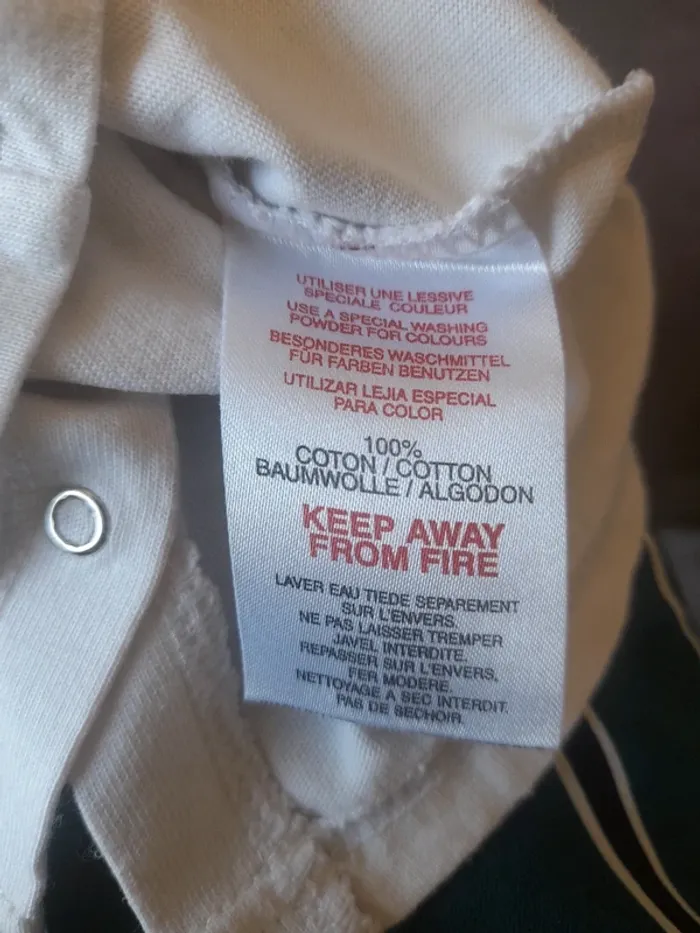 UTILISER UNE LESSIVE
SPECIALE COULEUR
USE A SPECIAL WASHING
POWDER FOR COLOURS
BESONDERES WASCHMITTEL
FÜR FARBEN BENUTZEN
UTILIZAR LEJIA ESPECIAL
PARA COLOR
100%
COTON / COTTON
BAUMWOLLE / ALGODON
KEEP AWAY
FROM FIRE
LAVER EAU TIEDE SEPAREMENT
SUR L'ENVERS.
NE PAS LAISSER TREMPER
JAVEL INTERDITE.
REPASSER SUR L'ENVERS,
FER MODERE.
NETTOYAGE A SEC INTERDIT.
PAS DE SECHOIR.